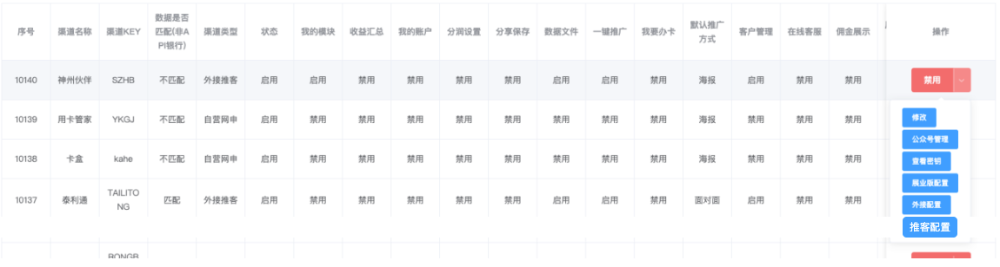 序号 渠道名称 渠道KEY 数据是否匹配(非API银行) 渠道类型 状态 我的模块 收益汇总 我的账户 分润设置 分享保存 数据文件 一键推广 我要办卡 默认推广方式 客户管理 在线客服 佣金展示 操作
10140 神州伙伴 SZHB 不匹配 外接推客 启用 启用 禁用 禁用 禁用 禁用 启用 启用 禁用 海报 启用 禁用 禁用 禁用
10139 用卡管家 YKGJ 不匹配 自营网申 启用 禁用 禁用 禁用 禁用 禁用 禁用 禁用 禁用 海报 禁用 禁用 禁用
修改
公众号管理
10138 卡盒 kahe 不匹配 自营网申 启用 禁用 禁用 禁用 禁用 禁用 禁用 禁用 禁用 海报 禁用 禁用 禁用
查看密钥
展业版配置
10137 泰利通 TAILITONG 匹配 外接推客 启用 禁用 禁用 禁用 禁用 禁用 启用 启用 禁用 面对面 启用 禁用 禁用
外接配置
推客配置
RONGB